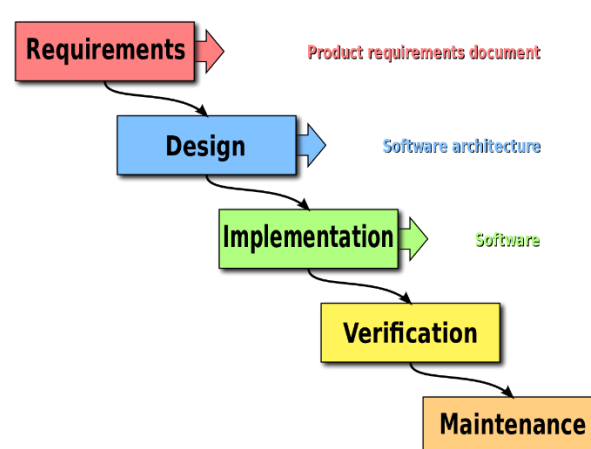 Requirements
Product requirements document
Design
Software architecture
Implementation
Software
Verification
Maintenance